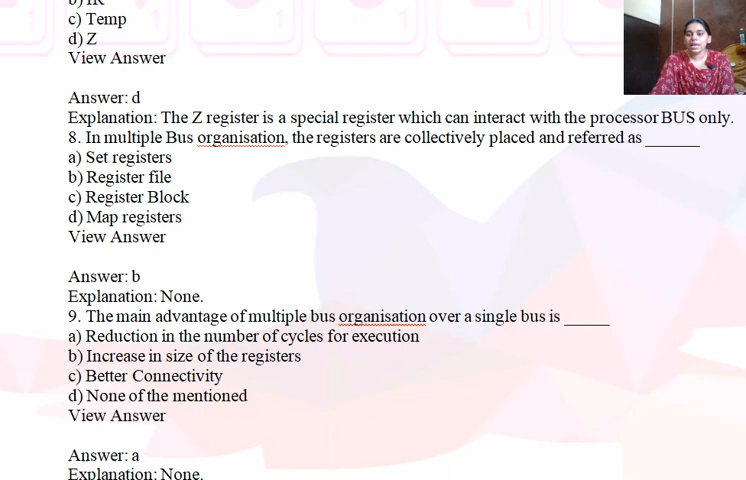 b) IR
c) Temp
d) Z
View Answer
Answer: d
Explanation: The Z register is a special register which can interact with the processor BUS only.
8. In multiple Bus organisation, the registers are collectively placed and referred as ______
a) Set registers
b) Register file
c) Register Block
d) Map registers
View Answer
Answer: b
Explanation: None.
9. The main advantage of multiple bus organisation over a single bus is _____
a) Reduction in the number of cycles for execution
b) Increase in size of the registers
c) Better Connectivity
d) None of the mentioned
View Answer
Answer: a
Explanation: None.